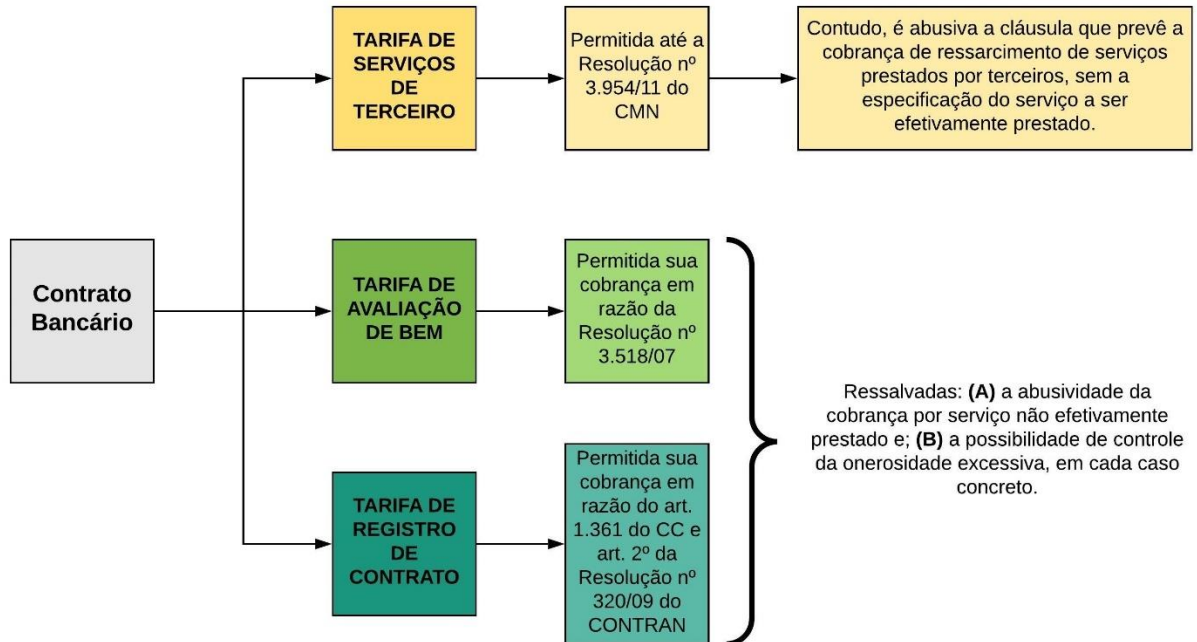 Contrato
Bancário
TARIFA DE
SERVIÇOS
DE
TERCEIRO
Permitida até a
Resolução nº
3.954/11 do
CMN
Contudo, é abusiva a cláusula que prevê a
cobrança de ressarcimento de serviços
prestados por terceiros, sem a
especificação do serviço a ser
efetivamente prestado.
TARIFA DE
AVALIAÇÃO
DE BEM
Permitida sua
cobrança em
razão da
Resolução nº
3.518/07
TARIFA DE
REGISTRO
DE
CONTRATO
Permitida sua
cobrança em
razão do art.
1.361 do CC e
art. 2º da
Resolução nº
320/09 do
CONTRAN
Ressalvadas: (A) a abusividade da
cobrança por serviço não efetivamente
prestado e; (B) a possibilidade de controle
da onerosidade excessiva, em cada caso
concreto.